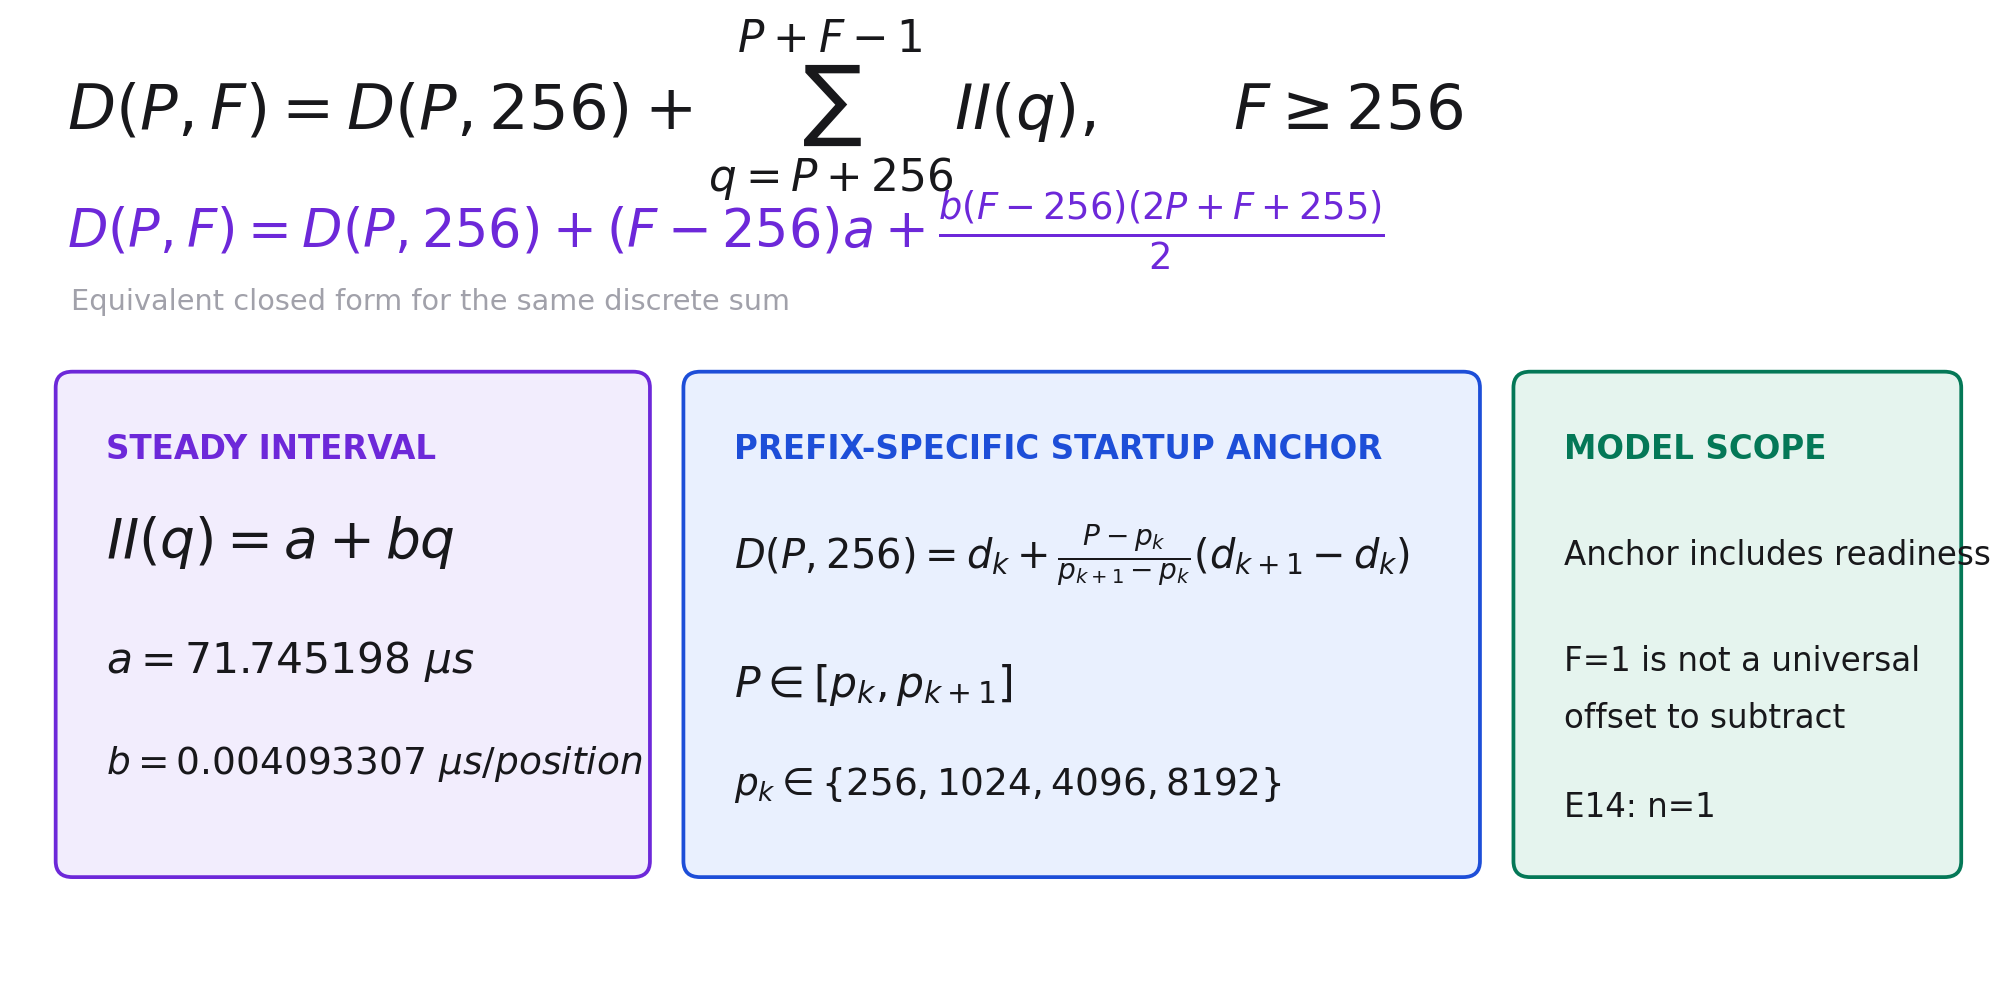 D(P, F) = D(P, 256) + \sum_{q = P + 256}^{P + F − 1} II(q),   F ≥ 256
D(P, F) = D(P, 256) + (F − 256)a + \frac{b(F − 256)(2P + F + 255)}{2}
Equivalent closed form for the same discrete sum
STEADY INTERVAL
II(q) = a + bq
a = 71.745198 μs
b = 0.004093307 μs/position
PREFIX-SPECIFIC STARTUP ANCHOR
D(P, 256) = d_k + \frac{P − p_k}{p_{k+1} − p_k}(d_{k+1} − d_k)
P ∈ [p_k, p_{k+1}]
p_k ∈ {256, 1024, 4096, 8192}
MODEL SCOPE
Anchor includes readiness
F=1 is not a universal
offset to subtract
E14: n=1